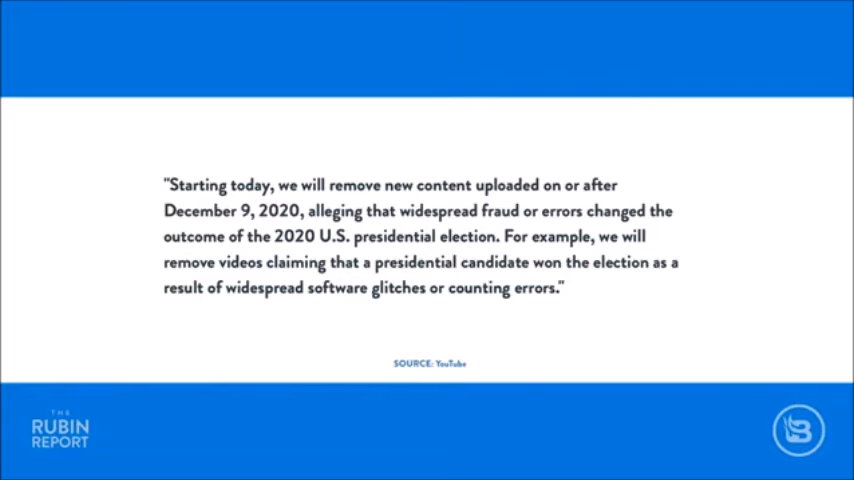 "Starting today, we will remove new content uploaded on or after
December 9, 2020, alleging that widespread fraud or errors changed the
outcome of the 2020 U.S. presidential election. For example, we will
remove videos claiming that a presidential candidate won the election as a
result of widespread software glitches or counting errors."
SOURCE: YouTube
THE
RUBIN
REPORT
B